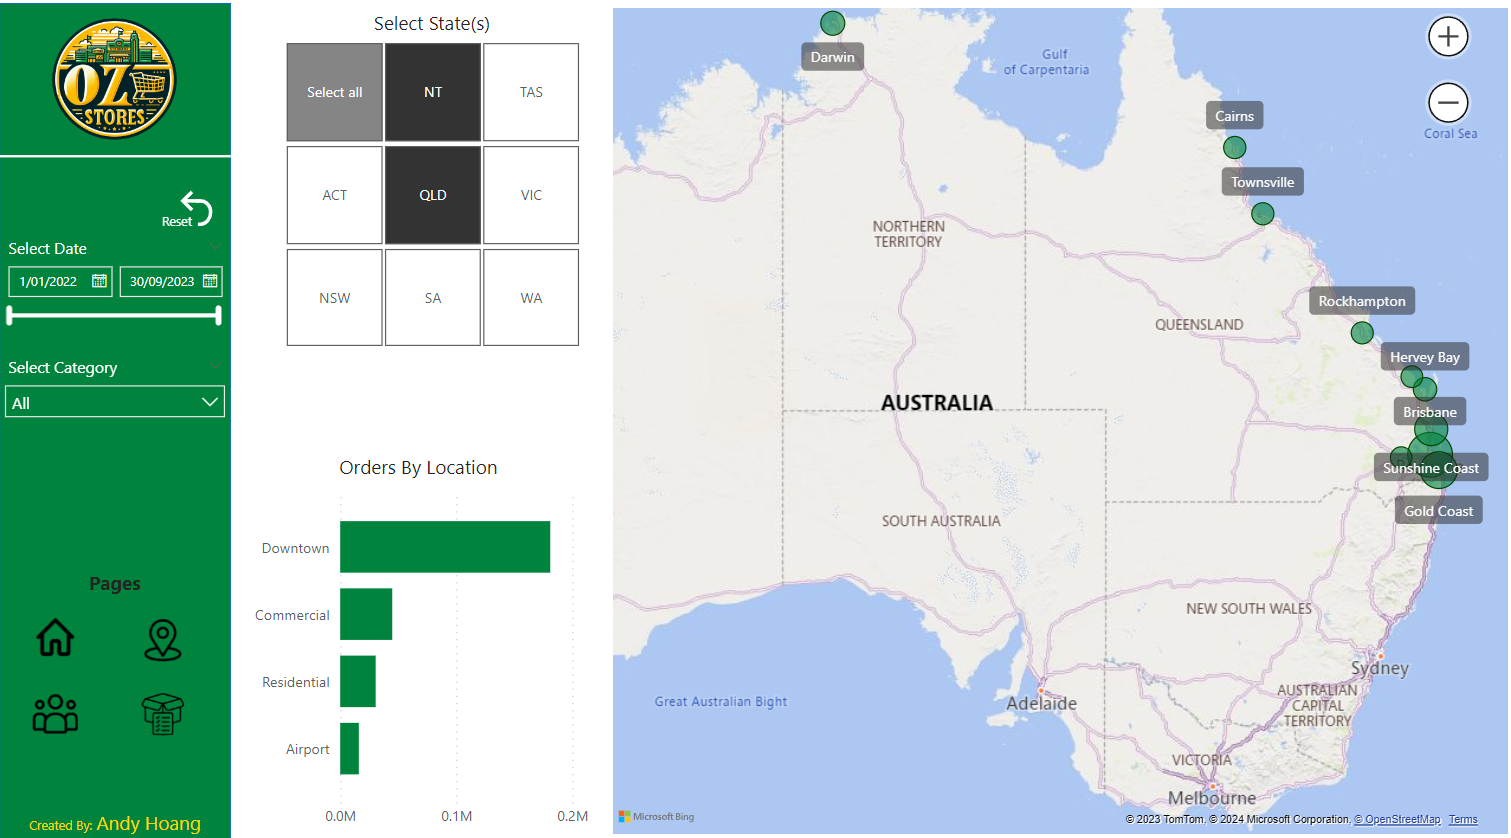 OZ
STORES
Reset
Select Date
1/01/2022
30/09/2023
Select Category
All
Pages
Created By: Andy Hoang
Select State(s)
Select all
NT
TAS
ACT
QLD
VIC
NSW
SA
WA
Orders By Location
Downtown
Commercial
Residential
Airport
0.0M
0.1M
0.2M
Darwin
Gulf
of Carpentaria
Coral Sea
Cairns
Townsville
NORTHERN
TERRITORY
Rockhampton
QUEENSLAND
Hervey Bay
AUSTRALIA
Brisbane
Sunshine Coast
Gold Coast
SOUTH AUSTRALIA
NEW SOUTH WALES
Sydney
Great Australian Bight
Adelaide
AUSTRALIAN
CAPITAL
TERRITORY
VICTORIA
Melbourne
Microsoft Bing
© 2023 TomTom, © 2024 Microsoft Corporation, © OpenStreetMap Terms